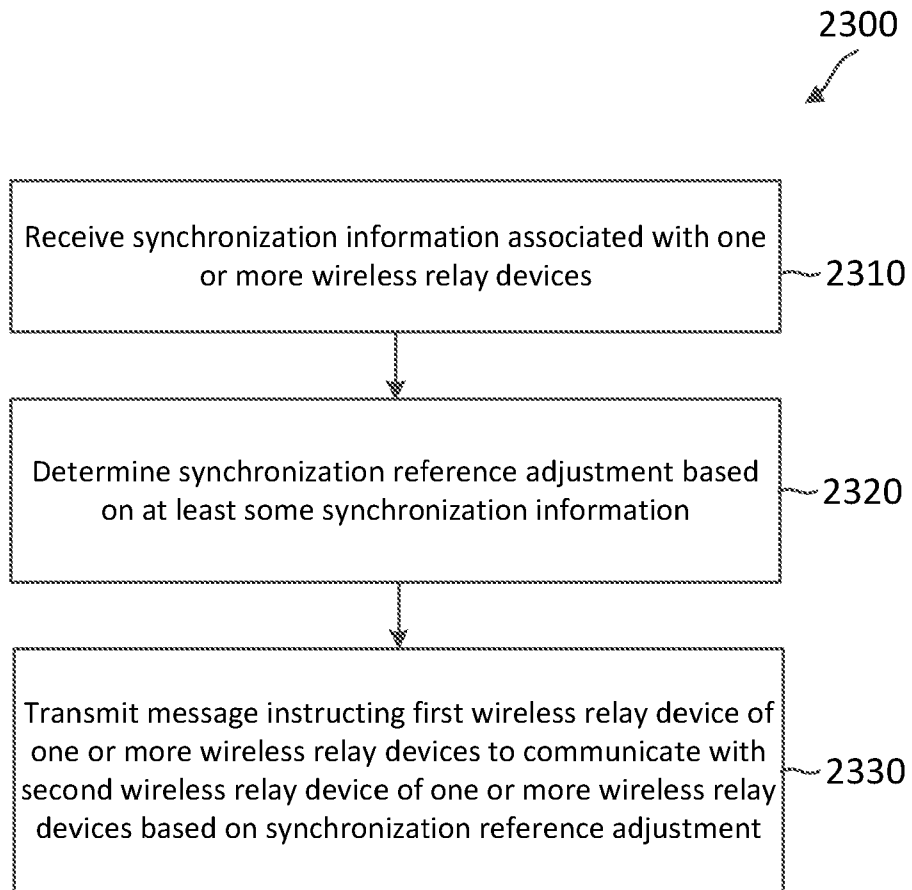 2300
Receive synchronization information associated with one
or more wireless relay devices
2310
Determine synchronization reference adjustment based
on at least some synchronization information
2320
Transmit message instructing first wireless relay device of
one or more wireless relay devices to communicate with
second wireless relay device of one or more wireless relay
devices based on synchronization reference adjustment
2330